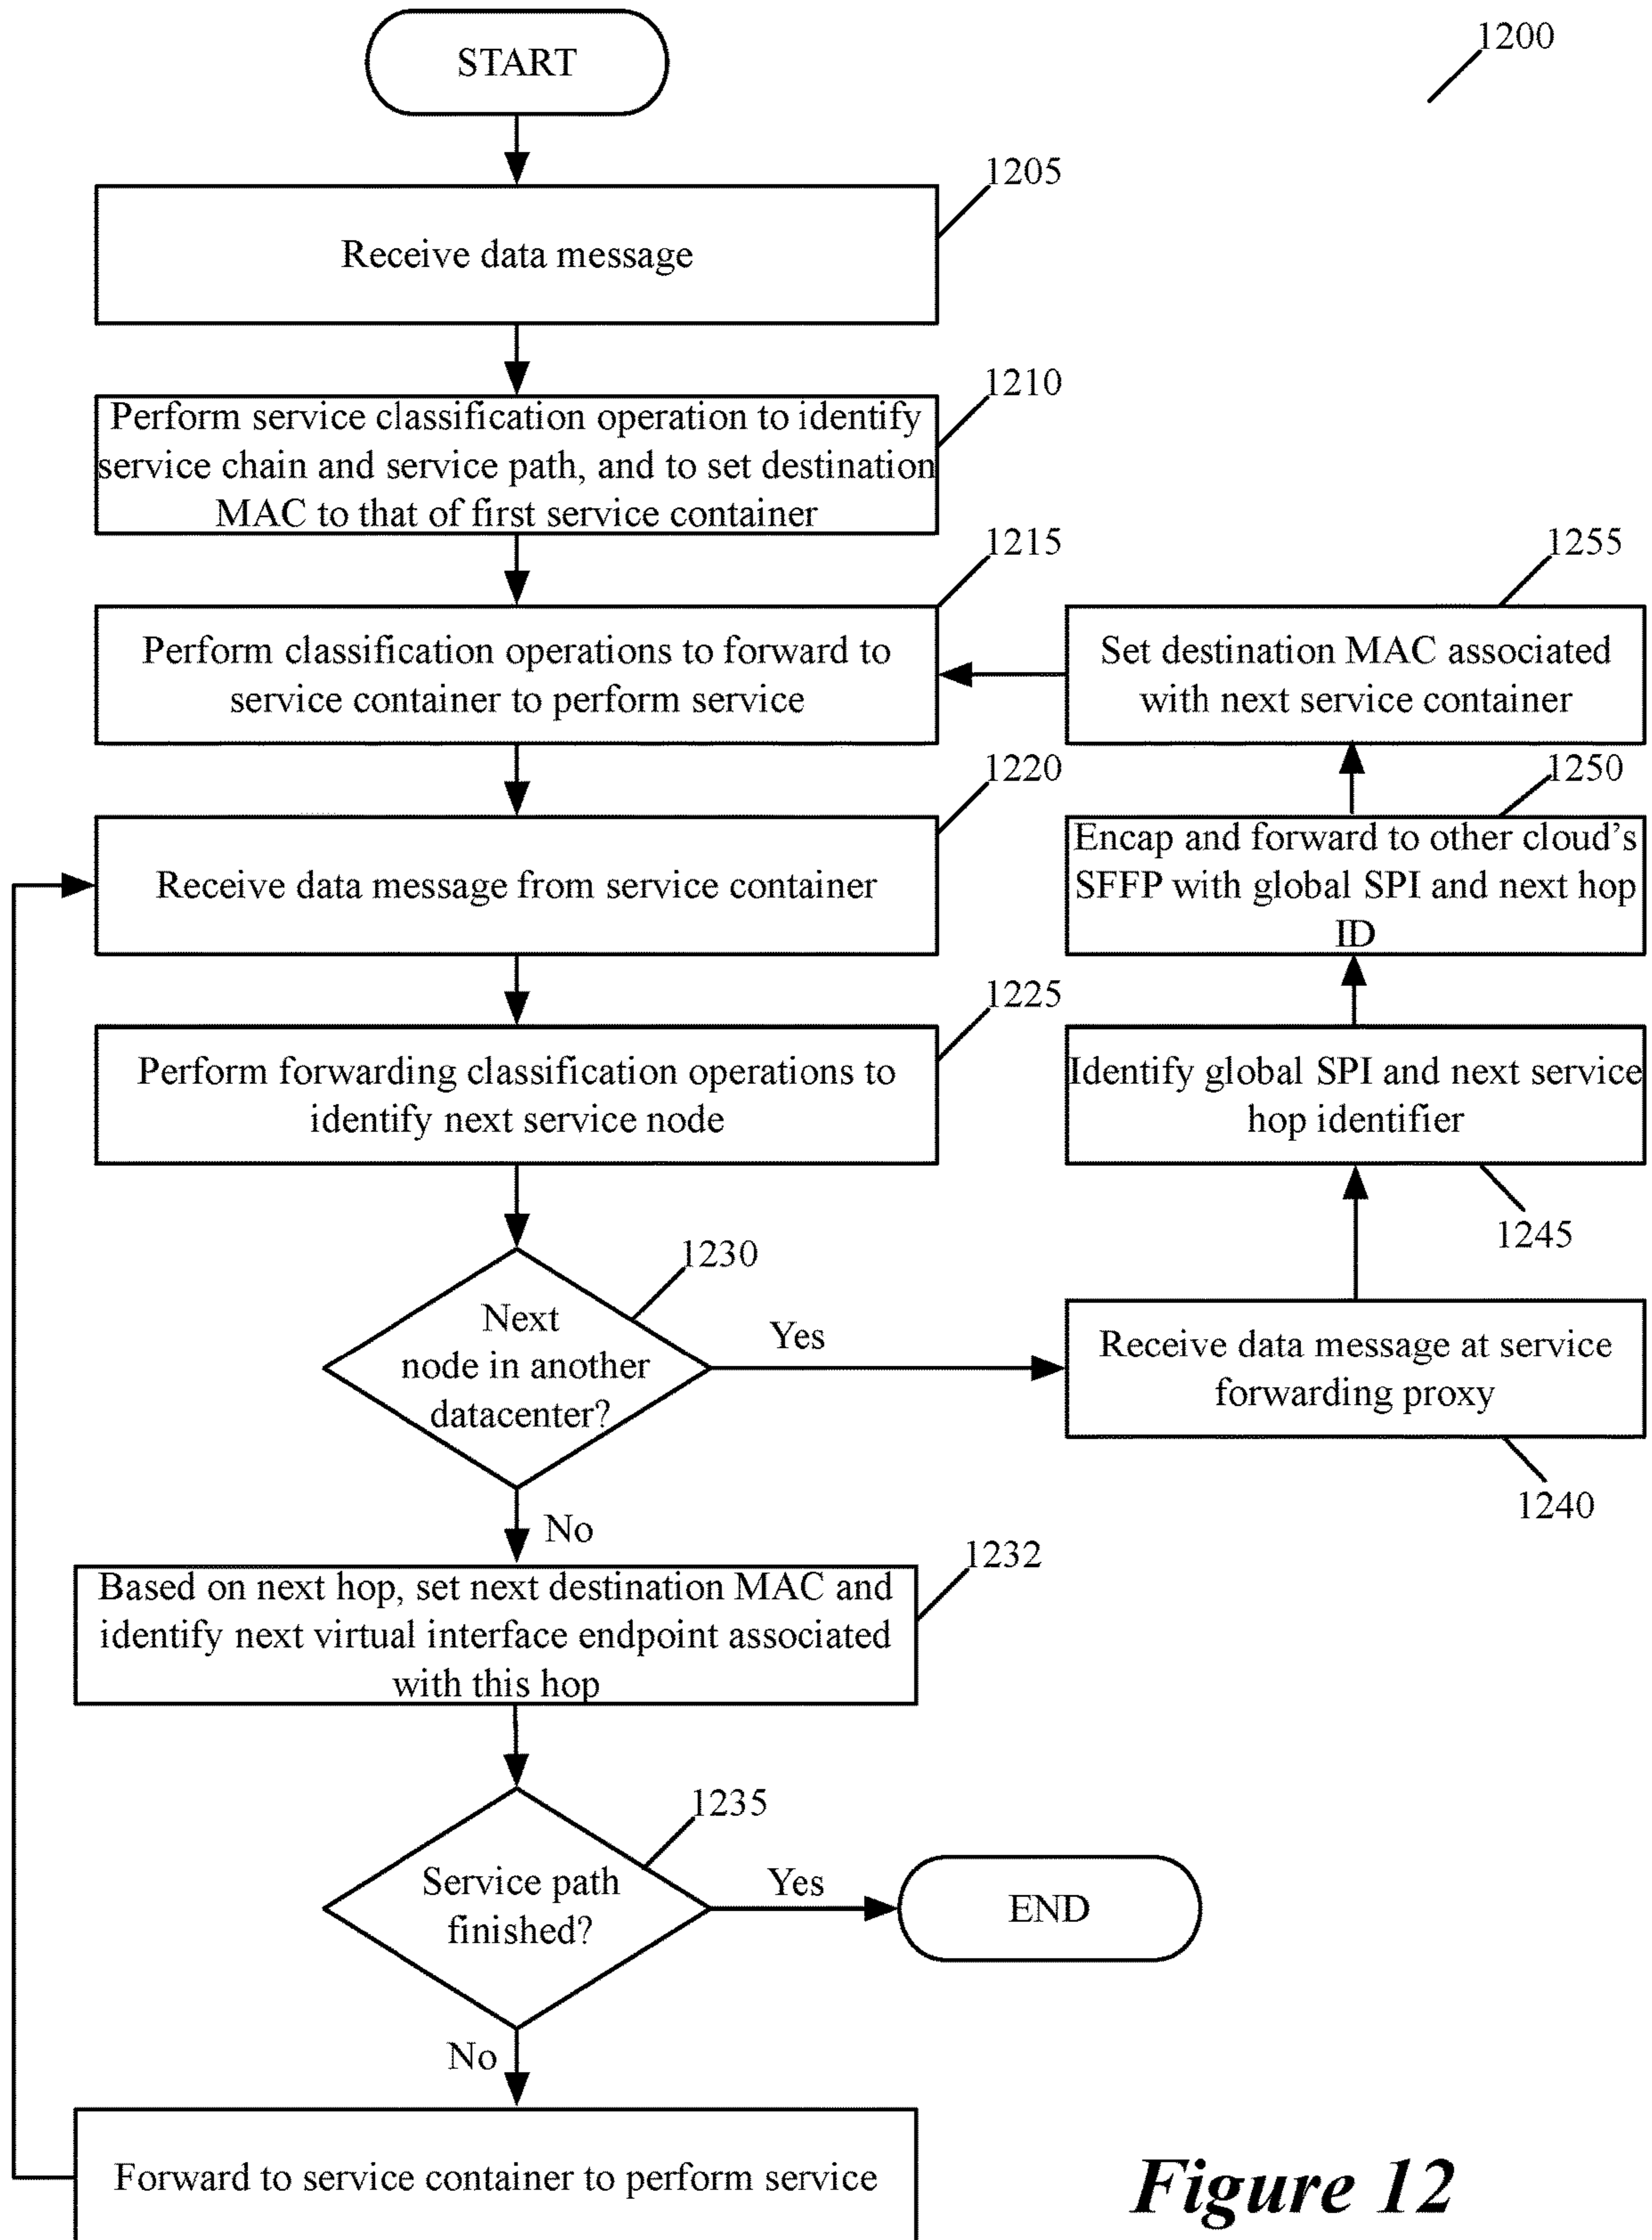 START
1200
1205
Receive data message
1210
Perform service classification operation to identify
service chain and service path, and to set destination
MAC to that of first service container
1215
Perform classification operations to forward to
service container to perform service
1255
Set destination MAC associated
with next service container
1220
Receive data message from service container
1250
Encap and forward to other cloud's
SFFP with global SPI and next hop
ID
1225
Perform forwarding classification operations to
identify next service node
Identify global SPI and next service
hop identifier
1245
1230
Next
node in another
datacenter?
Yes
Receive data message at service
forwarding proxy
1240
No
1232
Based on next hop, set next destination MAC and
identify next virtual interface endpoint associated
with this hop
1235
Service path
finished?
Yes
END
No
Forward to service container to perform service
Figure 12